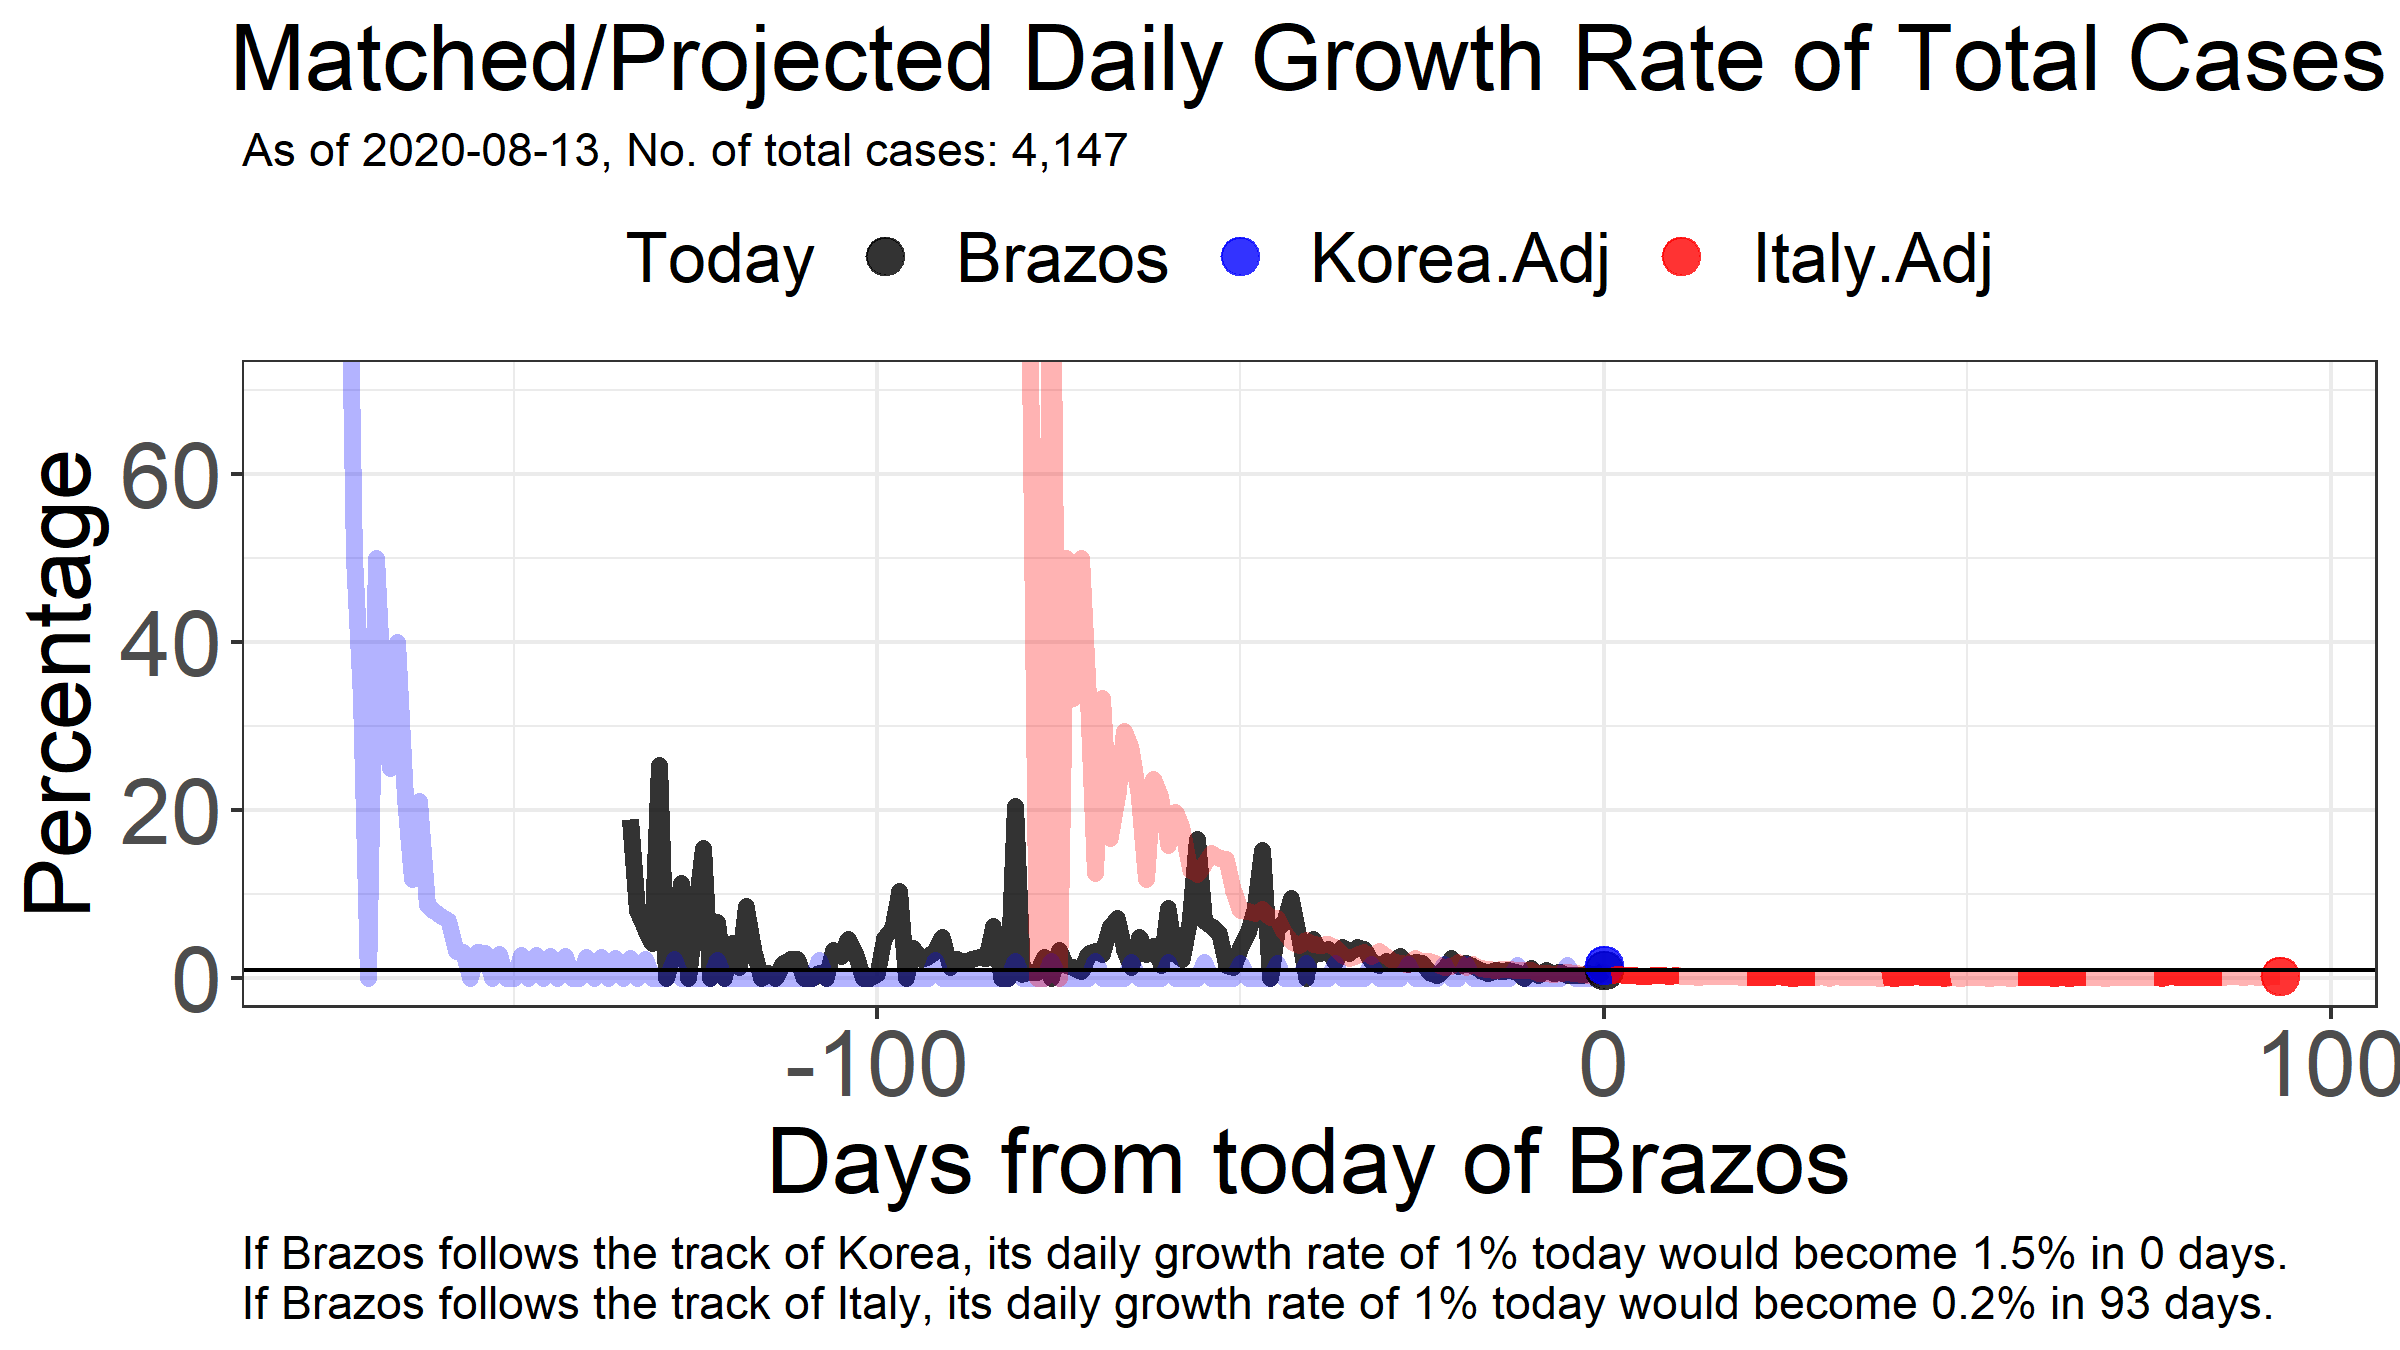 Matched/Projected Daily Growth Rate of Total Cases
As of 2020-08-13, No. of total cases: 4,147
Today Brazos Korea.Adj Italy.Adj
Percentage
60
40
20
0
-100 0 100
Days from today of Brazos
If Brazos follows the track of Korea, its daily growth rate of 1% today would become 1.5% in 0 days.
If Brazos follows the track of Italy, its daily growth rate of 1% today would become 0.2% in 93 days.